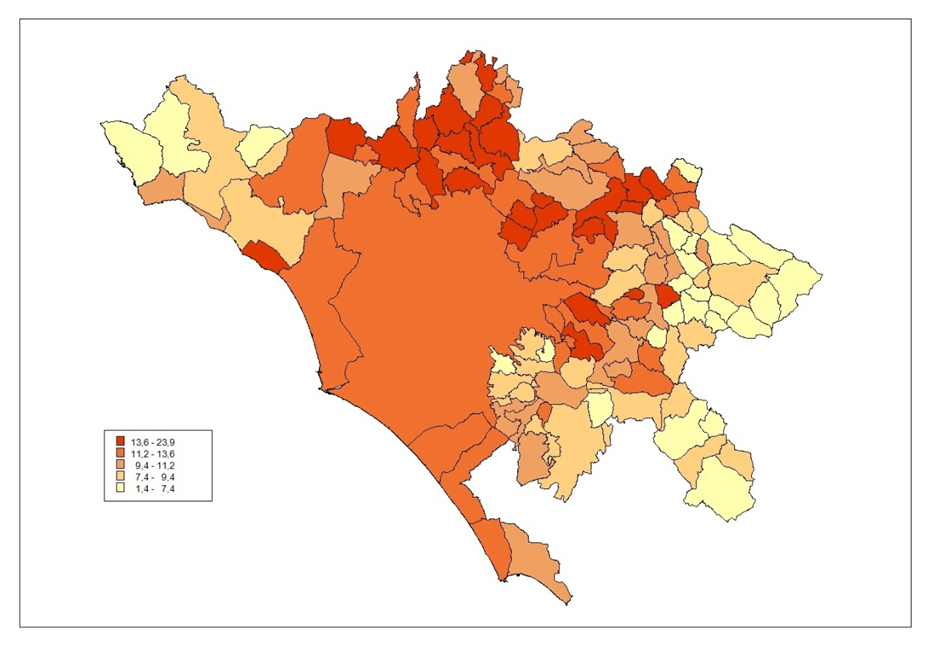 13,6 - 23,9
11,2 - 13,6
9,4 - 11,2
7,4 - 9,4
1,4 - 7,4